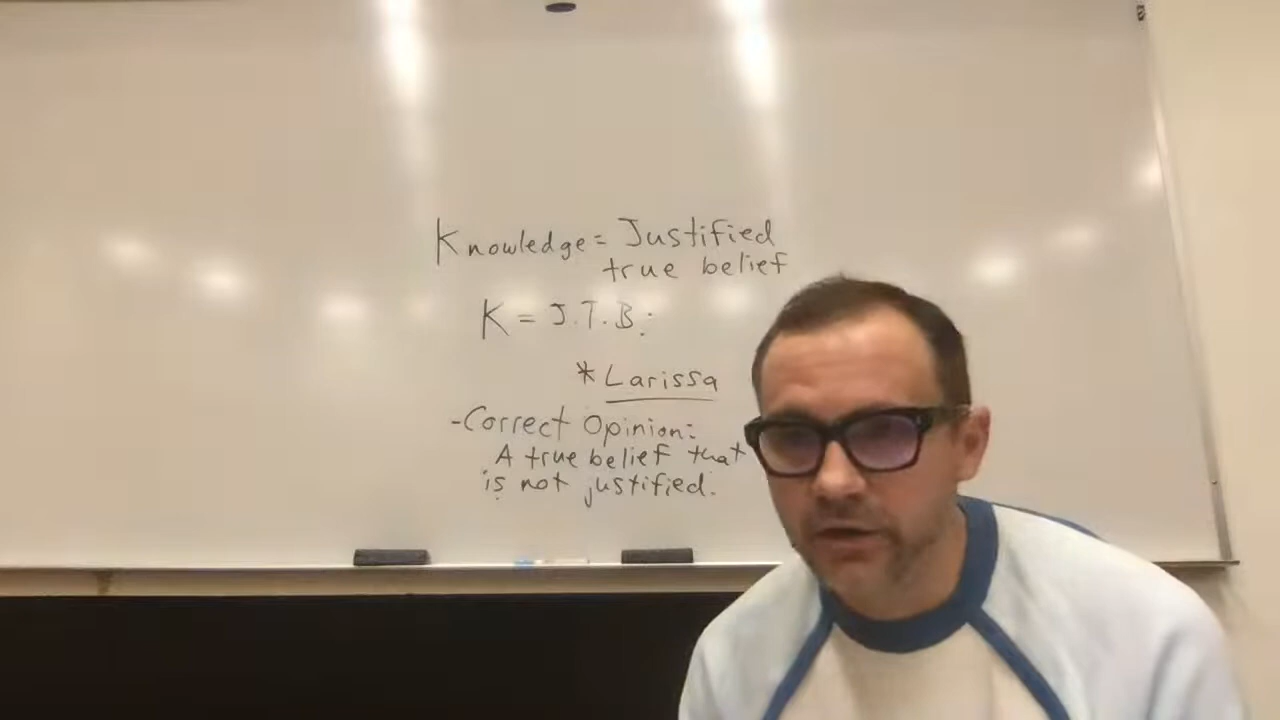 Knowledge = Justified
true belief
K = J.T.B.:
* Larissa
- Correct Opinion:
A true belief that
is not justified.